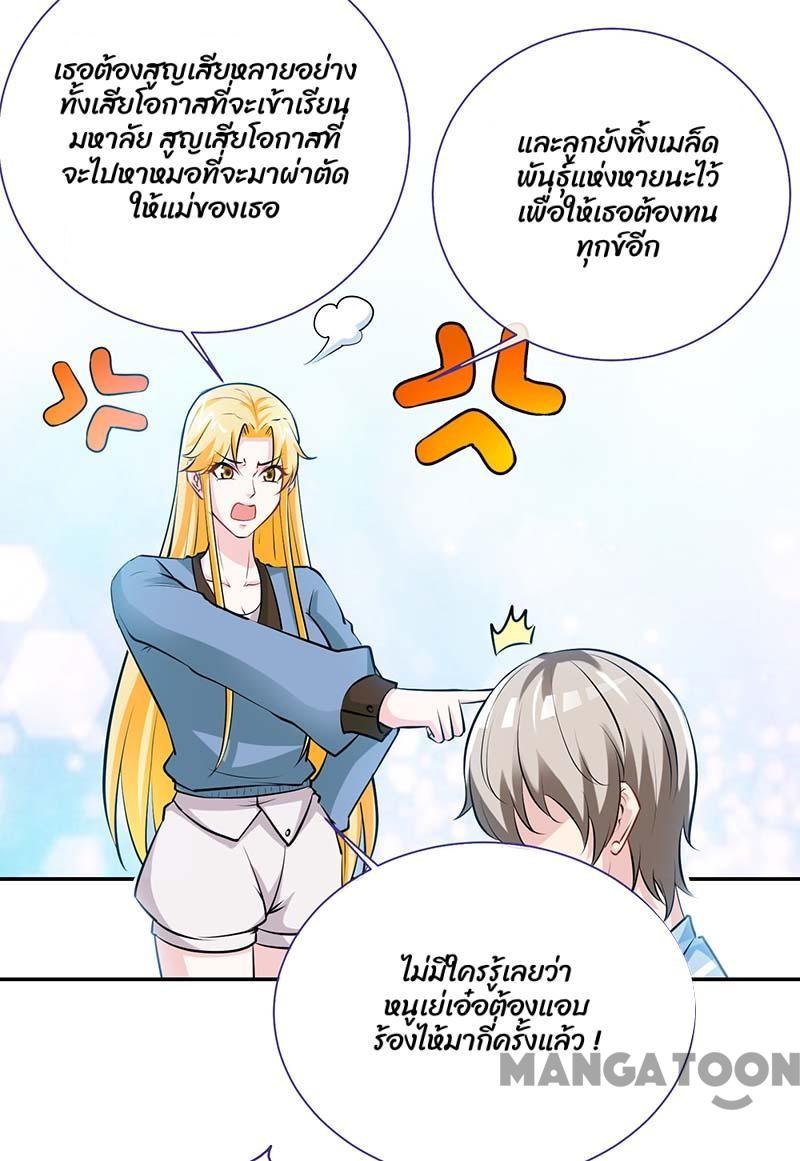 เธอต้องสูญเสียหลายอย่าง
ทั้งเสียโอกาสที่จะเข้าเรียน
มหาลัย สูญเสียโอกาสที่
จะไปหาหมอที่จะมาผ่าตัด
ให้แม่ของเธอ
และลูกยังทิ้งเมล็ด
พันธุ์แห่งหายนะไว้
เพื่อให้เธอต้องทน
ทุกข์อีก
ไม่มีใครรู้เลยว่า
หนูเย่เอ๋อต้องแอบ
ร้องไห้มากี่ครั้งแล้ว !
MANGATOON